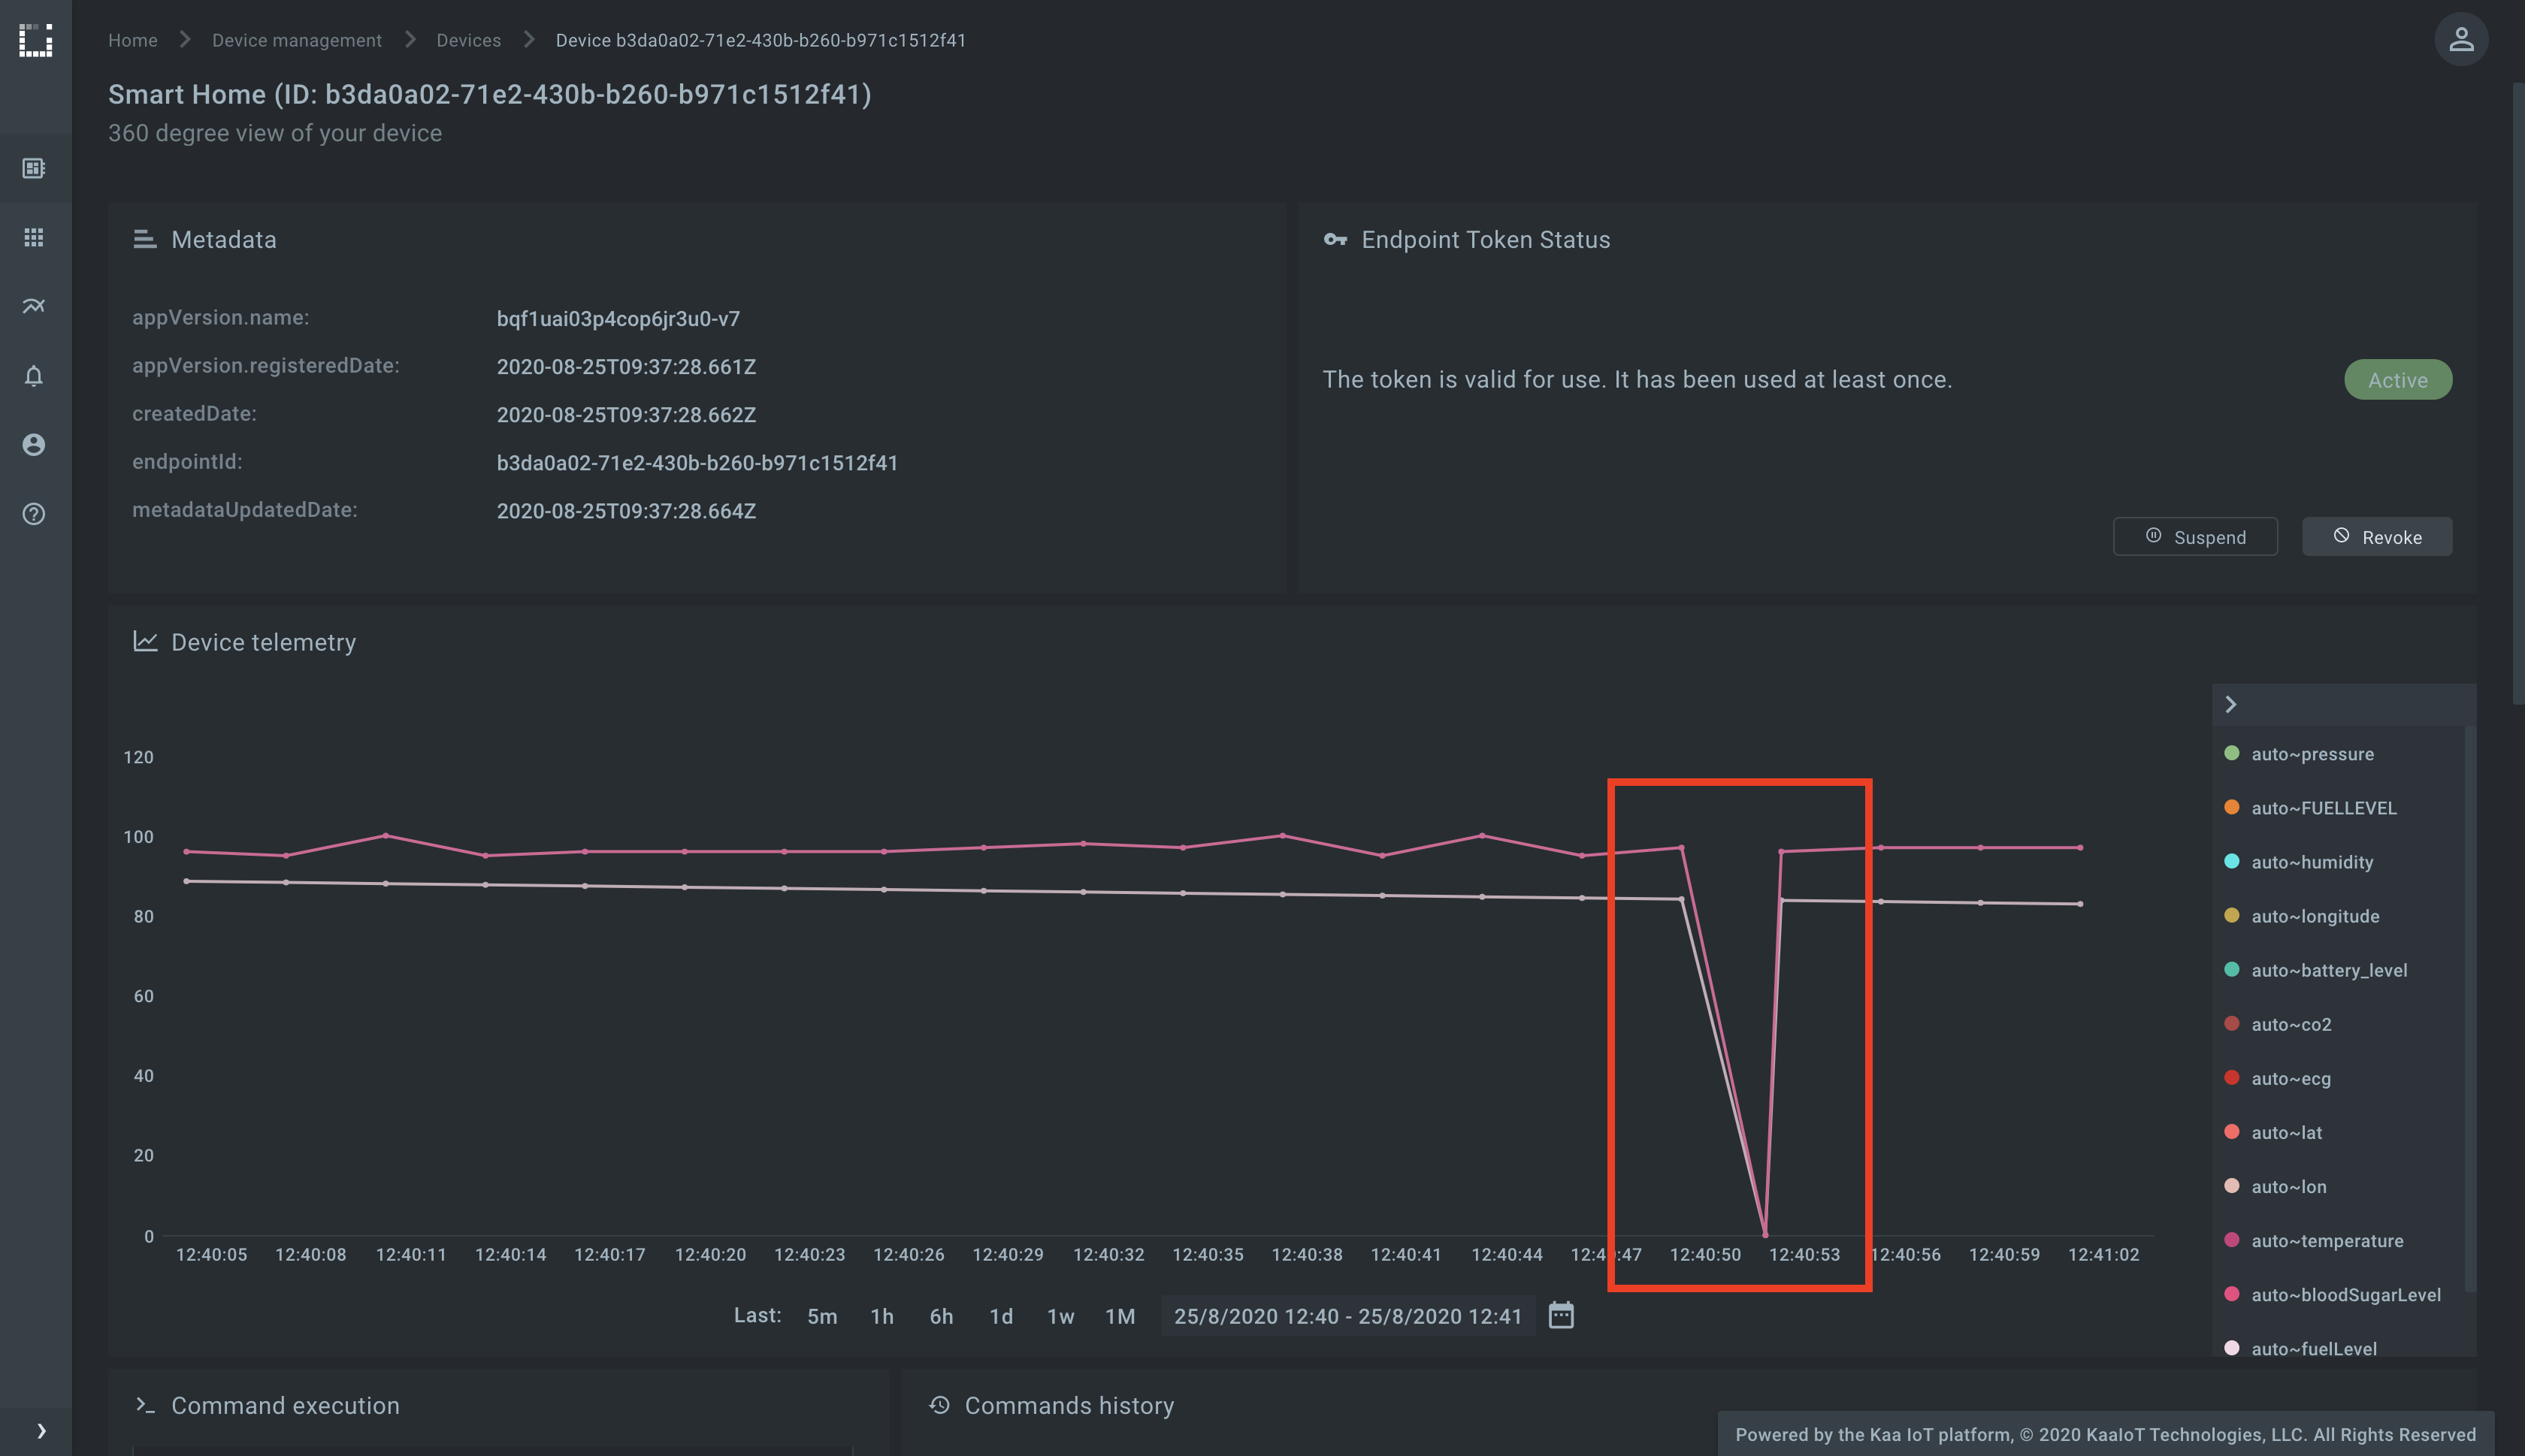 Home Device management Devices Device b3da0a02-71e2-430b-b260-b971c1512f41
Smart Home (ID: b3da0a02-71e2-430b-b260-b971c1512f41)
360 degree view of your device
Metadata
appVersion.name: bqf1uai03p4cop6jr3u0-v7
appVersion.registeredDate: 2020-08-25T09:37:28.661Z
createdDate: 2020-08-25T09:37:28.662Z
endpointId: b3da0a02-71e2-430b-b260-b971c1512f41
metadataUpdatedDate: 2020-08-25T09:37:28.664Z
Endpoint Token Status
The token is valid for use. It has been used at least once.
Active
Suspend Revoke
Device telemetry
120
100
80
60
40
20
0
12:40:05 12:40:08 12:40:11 12:40:14 12:40:17 12:40:20 12:40:23 12:40:26 12:40:29 12:40:32 12:40:35 12:40:38 12:40:41 12:40:44 12:40:47 12:40:50 12:40:53 12:40:56 12:40:59 12:41:02
Last: 5m 1h 6h 1d 1w 1M 25/8/2020 12:40 - 25/8/2020 12:41
auto~pressure
auto~FUELLEVEL
auto~humidity
auto~longitude
auto~battery_level
auto~co2
auto~ecg
auto~lat
auto~lon
auto~temperature
auto~bloodSugarLevel
auto~fuelLevel
Command execution
Commands history
Powered by the Kaa IoT platform, © 2020 KaaIoT Technologies, LLC. All Rights Reserved